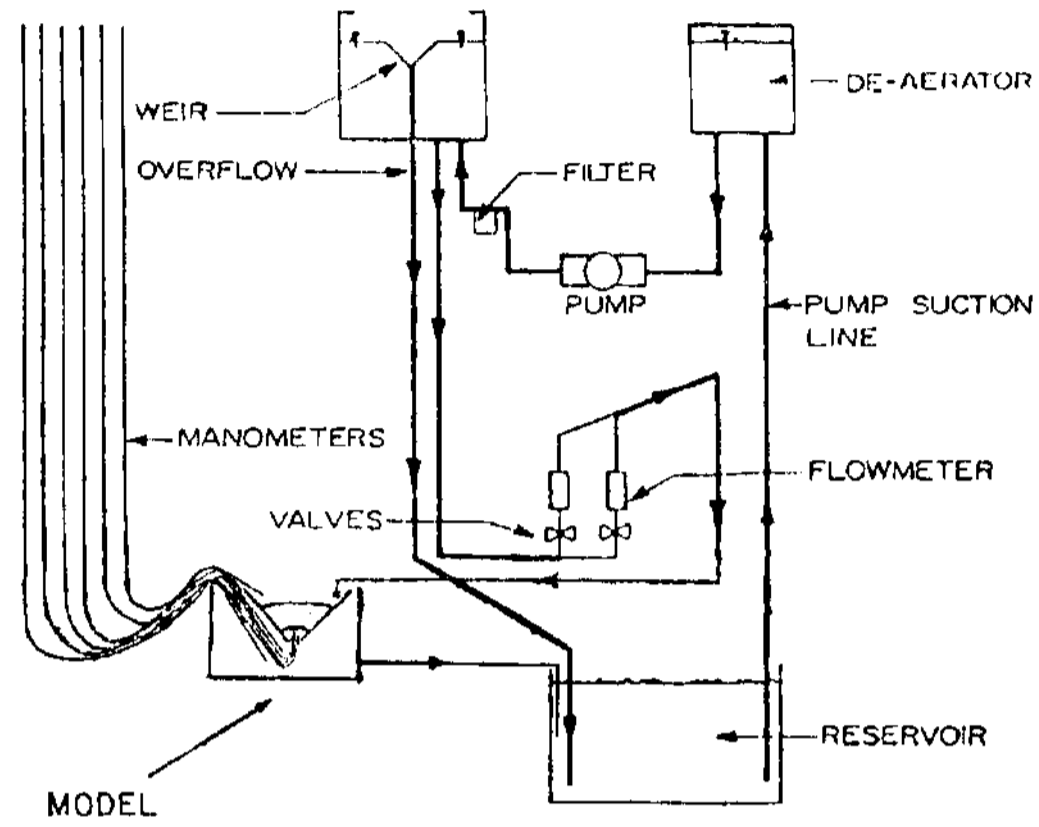 DE-AERATOR
WEIR
OVERFLOW
FILTER
PUMP
PUMP SUCTION
LINE
MANOMETERS
FLOWMETER
VALVES
RESERVOIR
MODEL